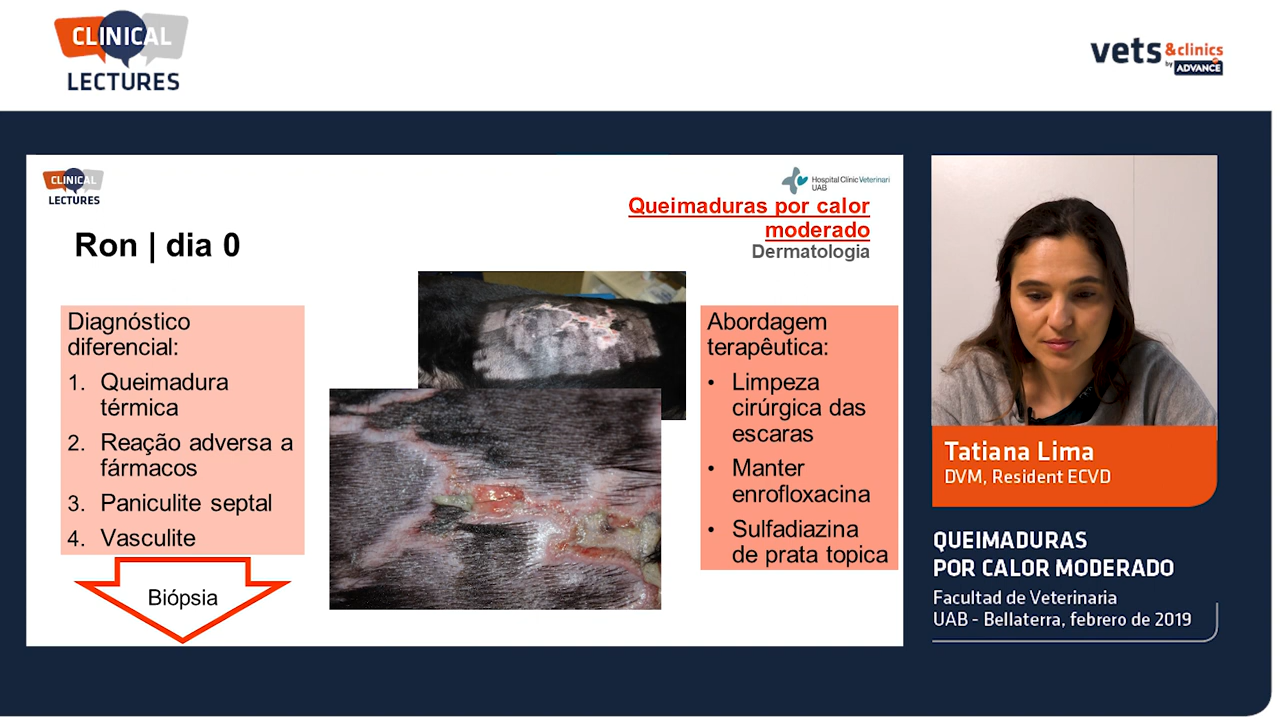 CLINICAL
LECTURES
vets &clinics
by ADVANCE
CLINICAL
LECTURES
Hospital Clínic Veterinari
UAB
Queimaduras por calor
moderado
Dermatologia
Ron | dia 0
Diagnóstico
diferencial:
1. Queimadura
térmica
2. Reação adversa a
fármacos
3. Paniculite septal
4. Vasculite
Biópsia
Abordagem
terapêutica:
• Limpeza
cirúrgica das
escaras
• Manter
enrofloxacina
• Sulfadiazina
de prata topica
Tatiana Lima
DVM, Resident ECVD
QUEIMADURAS
POR CALOR MODERADO
Facultad de Veterinaria
UAB - Bellaterra, febrero de 2019